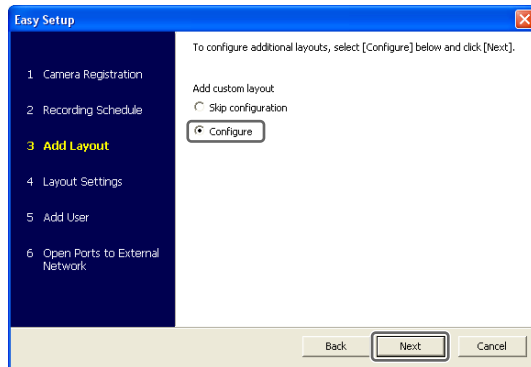 Easy Setup
To configure additional layouts, select [Configure] below and click [Next].
1 Camera Registration
Add custom layout
Skip configuration
2 Recording Schedule
Configure
3 Add Layout
4 Layout Settings
5 Add User
6 Open Ports to External
Network
Back
Next
Cancel